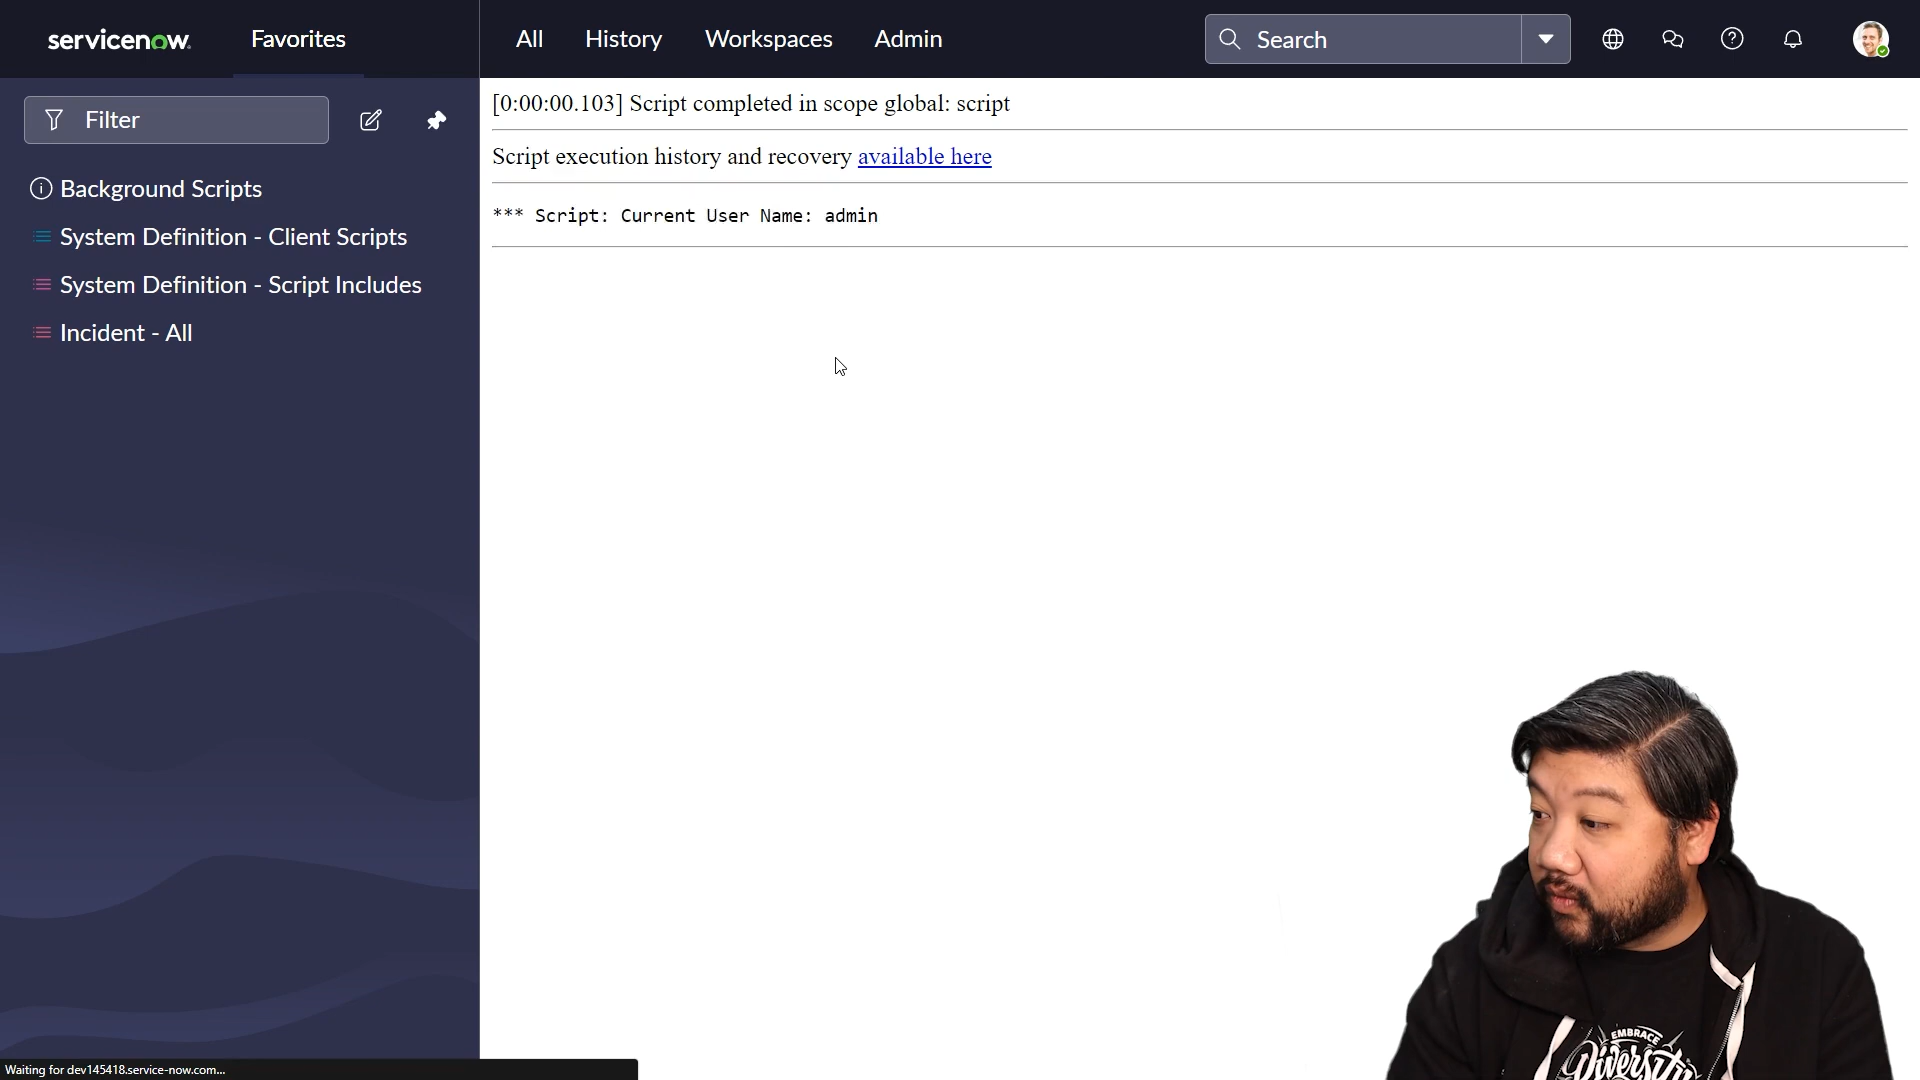 servicenow
Favorites
All
History
Workspaces
Admin
Search
Filter
Background Scripts
System Definition - Client Scripts
System Definition - Script Includes
Incident - All
[0:00:00.103] Script completed in scope global: script
Script execution history and recovery available here
*** Script: Current User Name: admin
EMBRACE
Diversity
Waiting for dev145418.service-now.com...